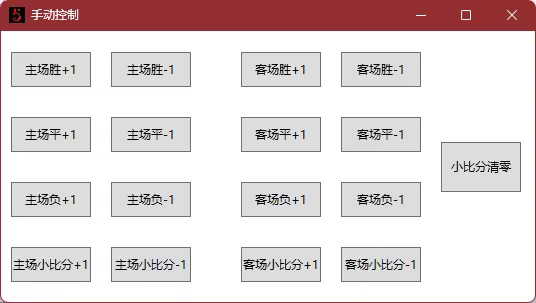 手动控制
主场胜+1 主场胜-1 客场胜+1 客场胜-1
主场平+1 主场平-1 客场平+1 客场平-1
小比分清零
主场负+1 主场负-1 客场负+1 客场负-1
主场小比分+1 主场小比分-1 客场小比分+1 客场小比分-1